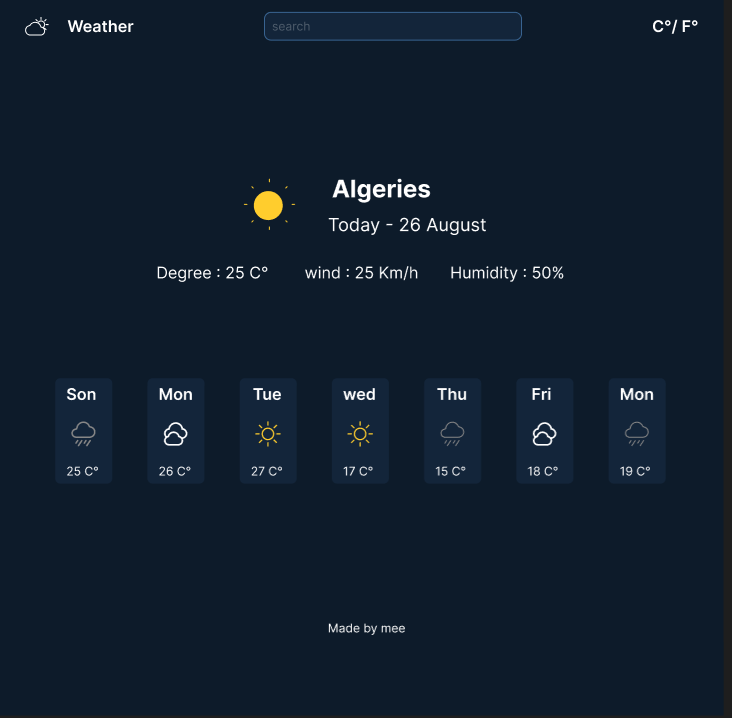 Weather
search
C°/ F°
Algeries
Today - 26 August
Degree : 25 C° wind : 25 Km/h Humidity : 50%
Son Mon Tue wed Thu Fri Mon
25 C° 26 C° 27 C° 17 C° 15 C° 18 C° 19 C°
Made by mee